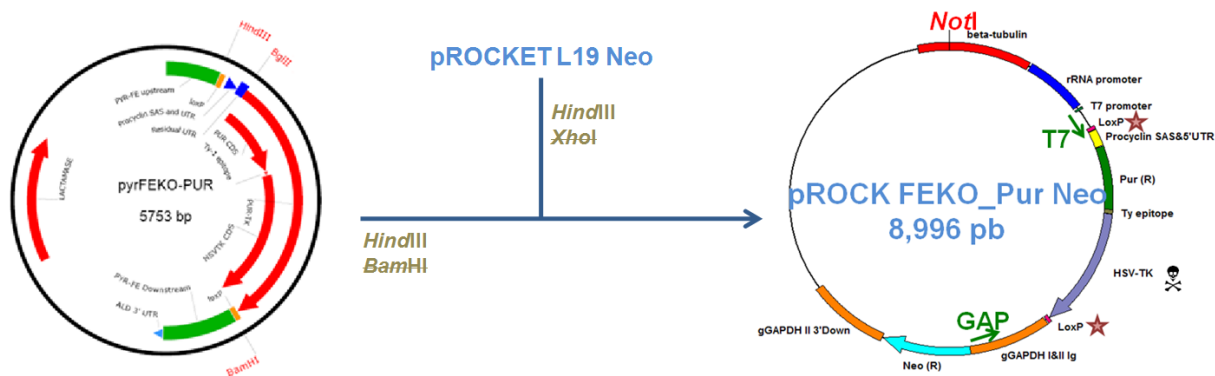 HindIII
BglII
PYR-FE upstream
loxP
Procyclin SAS and UTR
Residual UTR
PUR CDS
Ty-1 epitope
PUR-TK
HSVTK CDS
LACTAMASE
pyrFEKO-PUR
5753 bp
loxP
PYR-FE Downstream
ALD 3' UTR
BamHI
pROCKET L19 Neo
HindIII
XhoI
HindIII
BamHI
NotI
beta-tubulin
rRNA promoter
T7 promoter
LoxP
T7
Procyclin SAS&5'UTR
Pur (R)
pROCK FEKO_Pur Neo
8,996 pb
Ty epitope
HSV-TK
GAP
LoxP
gGAPDH II 3'Down
gGAPDH I&II Ig
Neo (R)